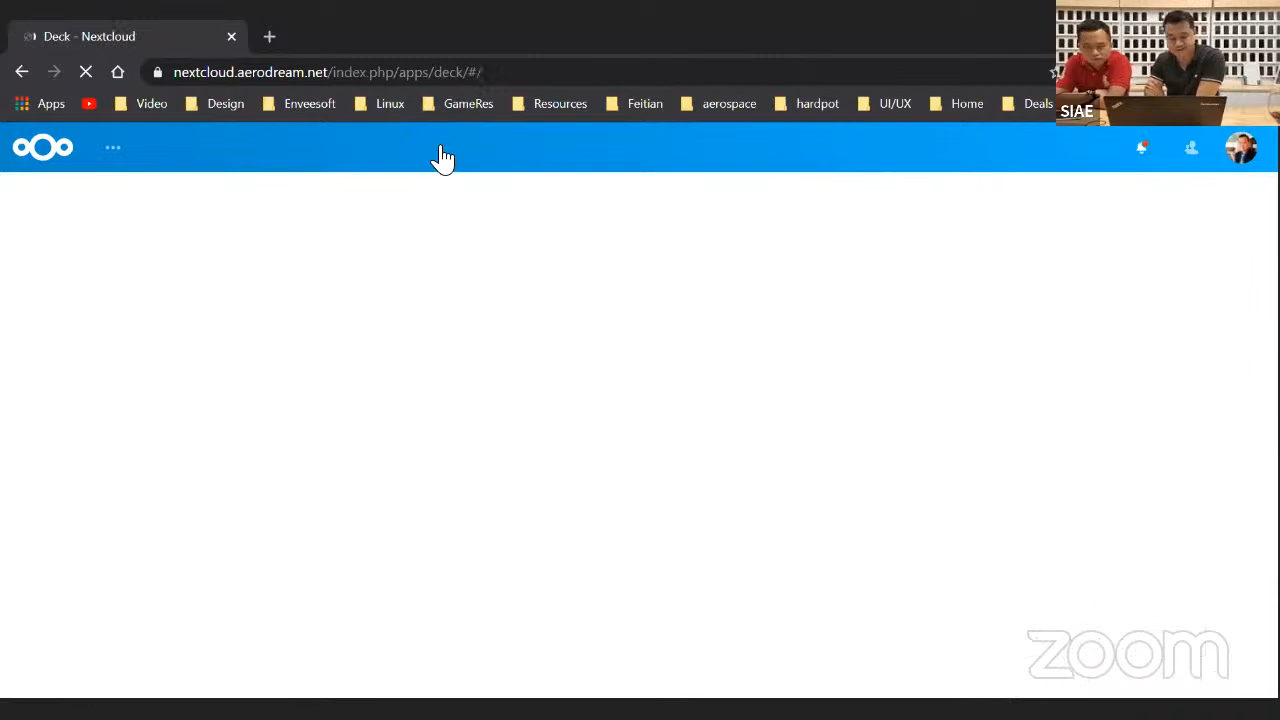 Deck - Nextcloud
nextcloud.aerodream.net/index.php/apps/deck/#/
Apps Video Design Enveesoft Linux GameRes Resources Feitian aerospace hardpot UI/UX Home Deals
SIAE
zoom